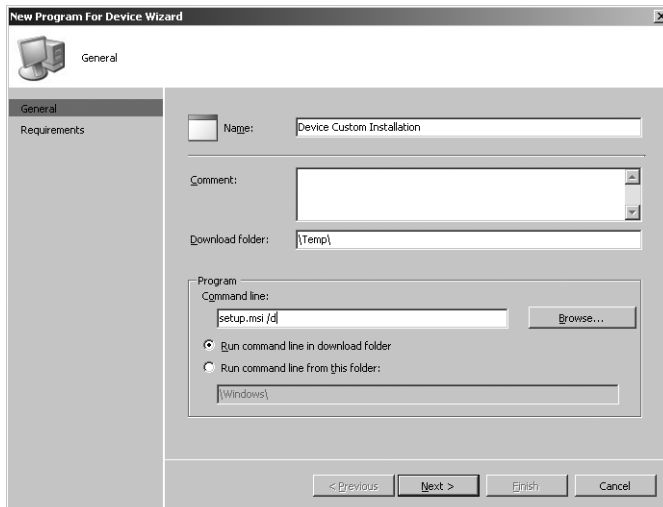 New Program For Device Wizard
General
General
Requirements
Name: Device Custom Installation
Comment:
Download folder: \Temp\
Program
Command line:
setup.msi /d
Browse...
Run command line in download folder
Run command line from this folder:
\Windows\
< Previous Next > Finish Cancel